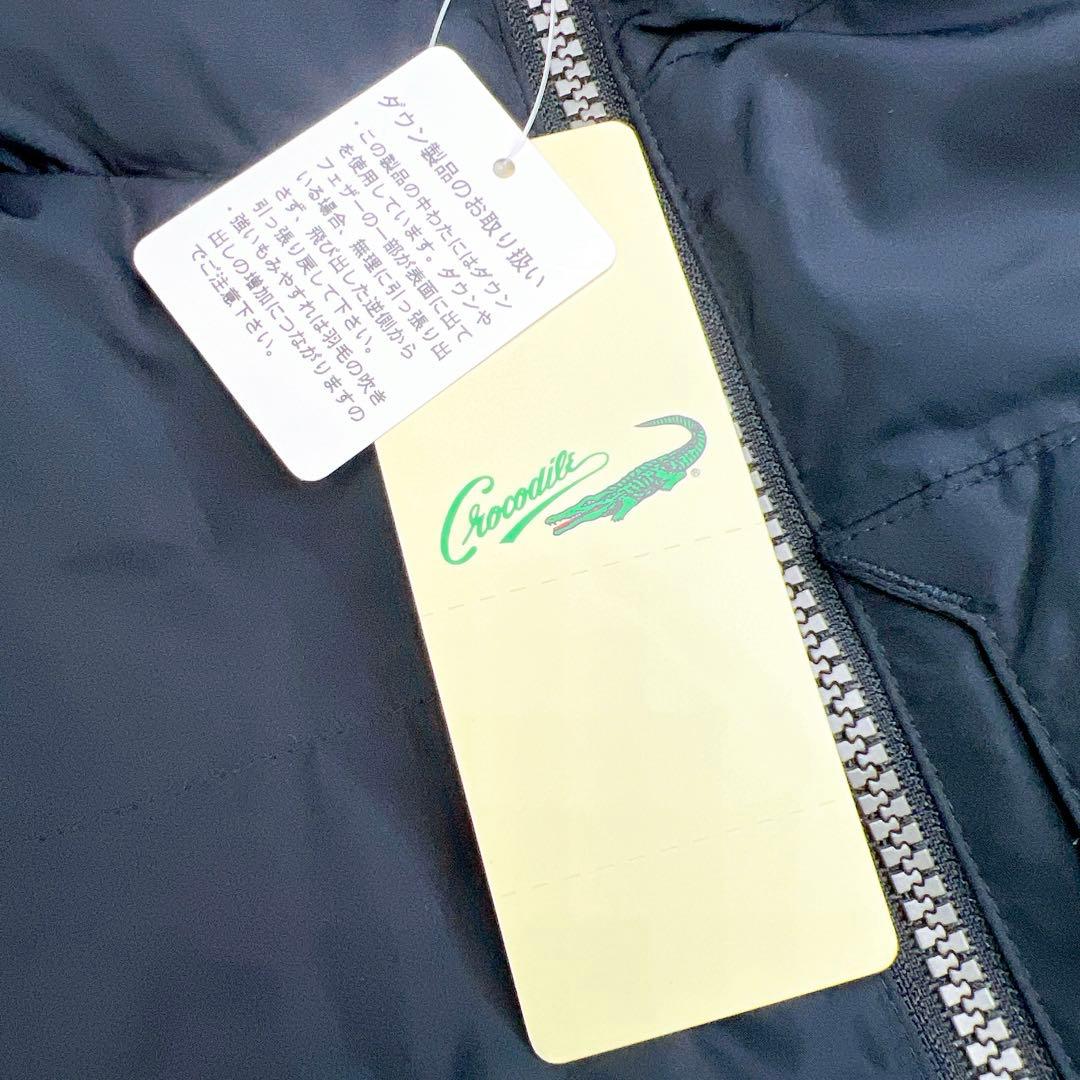 ダウン製品のお取り扱い
・この製品の中わたにはダウン
を使用しています。ダウンや
フェザーの一部が表面に出て
いる場合、無理に引っ張り出
さず、飛び出した逆側から
引っ張り戻して下さい。
・強いもみやすれは羽毛の吹き
出しの増加につながりますの
でご注意下さい。
Crocodile
®